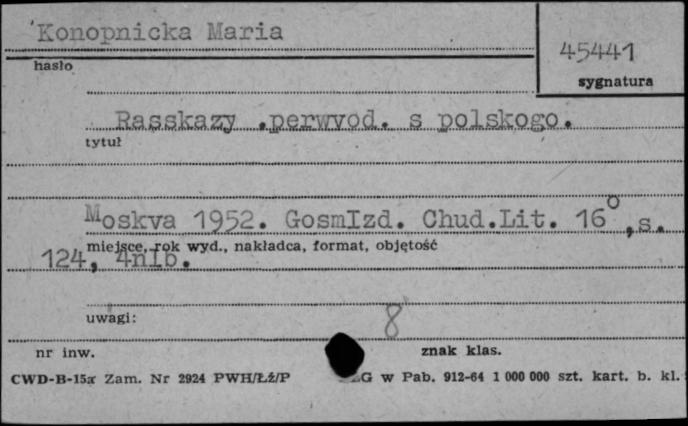 Konopnicka Maria
45441
hasło
sygnatura
Rasskazy .perwvod. s polskogo.
tytuł
Moskva 1952. GosmIzd. Chud.Lit. 16°,s.
miejsce, rok wyd., nakładca, format, objętość
124, 4nlb.
uwagi:
8
nr inw.
znak klas.
CWD-B-15a Zam. Nr 2924 PWH/Łź/P G w Pab. 912-64 1 000 000 szt. kart. b. kl.